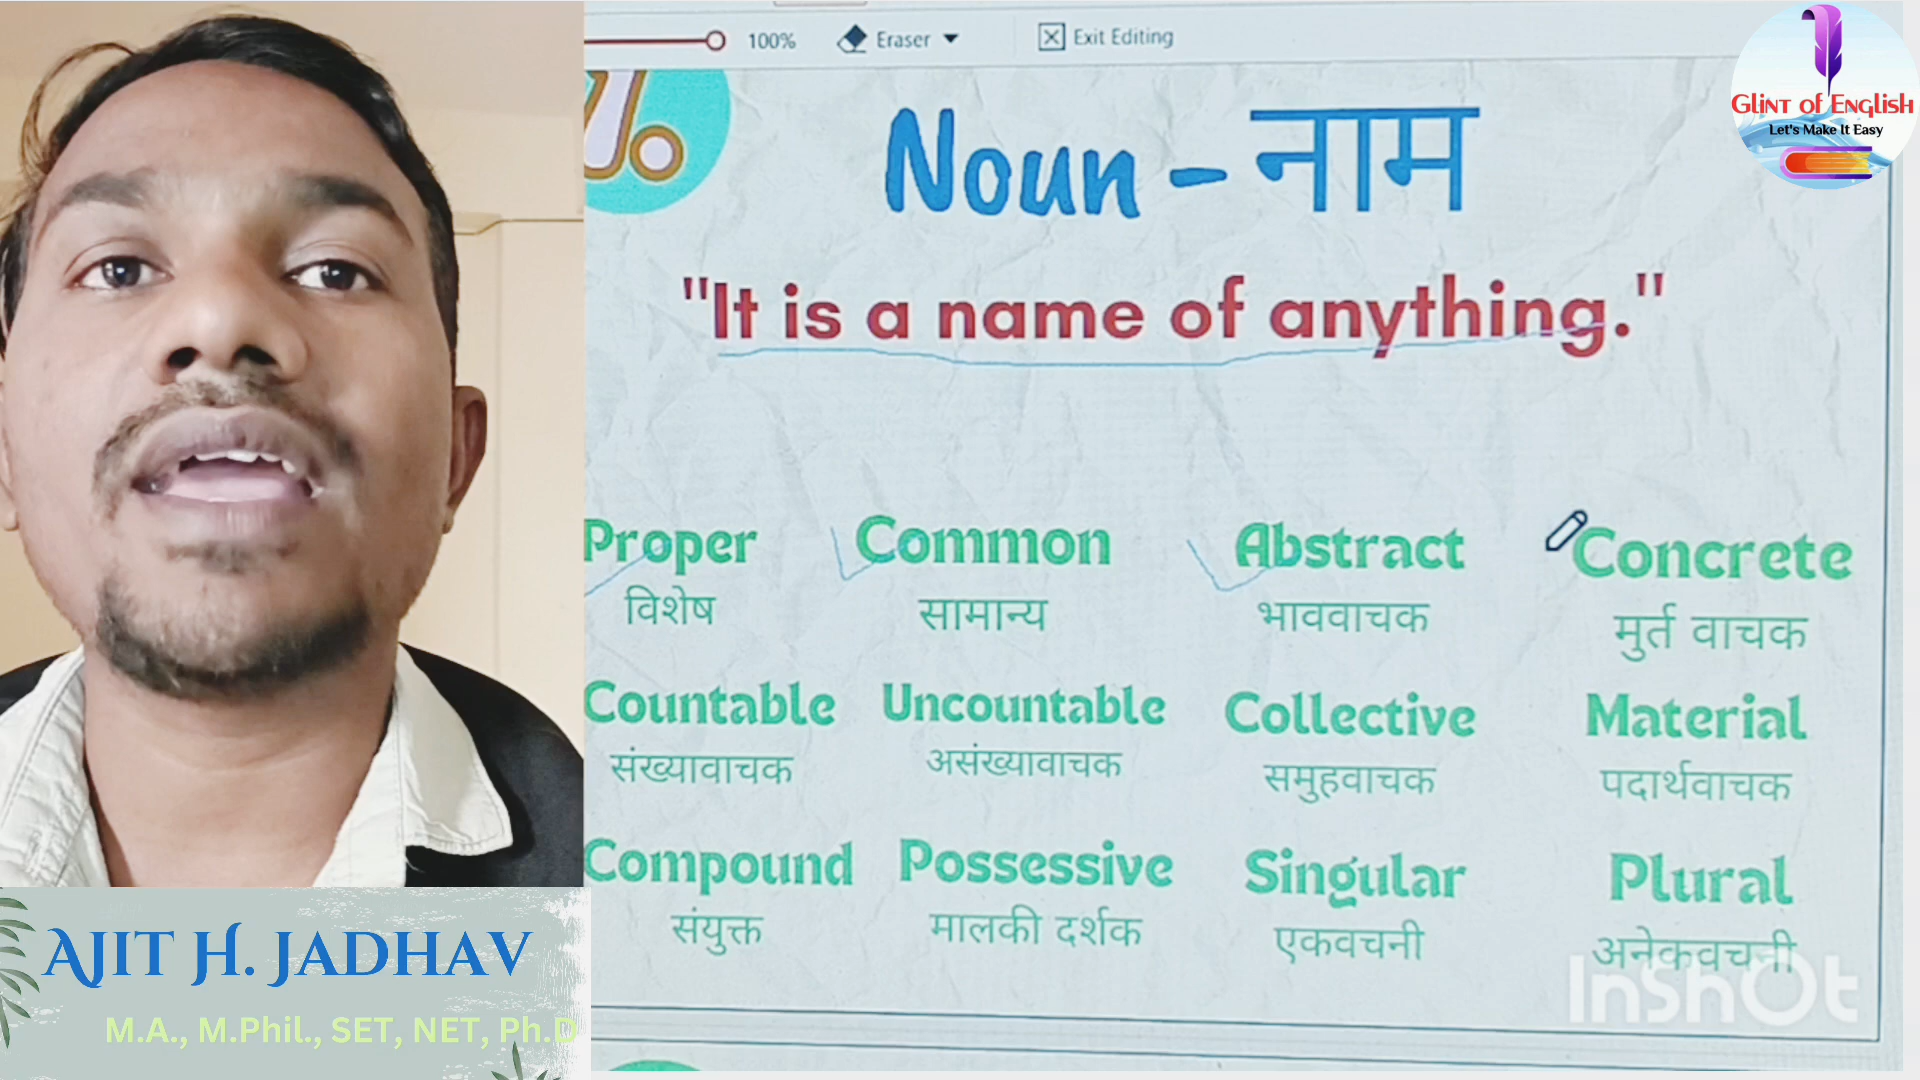 100% Eraser Exit Editing
Glint of English
Let's Make It Easy
Noun - नाम
"It is a name of anything."
Proper Common Abstract Concrete
विशेष सामान्य भाववाचक मुर्त वाचक
Countable Uncountable Collective Material
संख्यावाचक असंख्यावाचक समुहवाचक पदार्थवाचक
Compound Possessive Singular Plural
संयुक्त मालकी दर्शक एकवचनी अनेकवचनी
InShOt
AJIT H. JADHAV
M.A., M.Phil., SET, NET, Ph.D